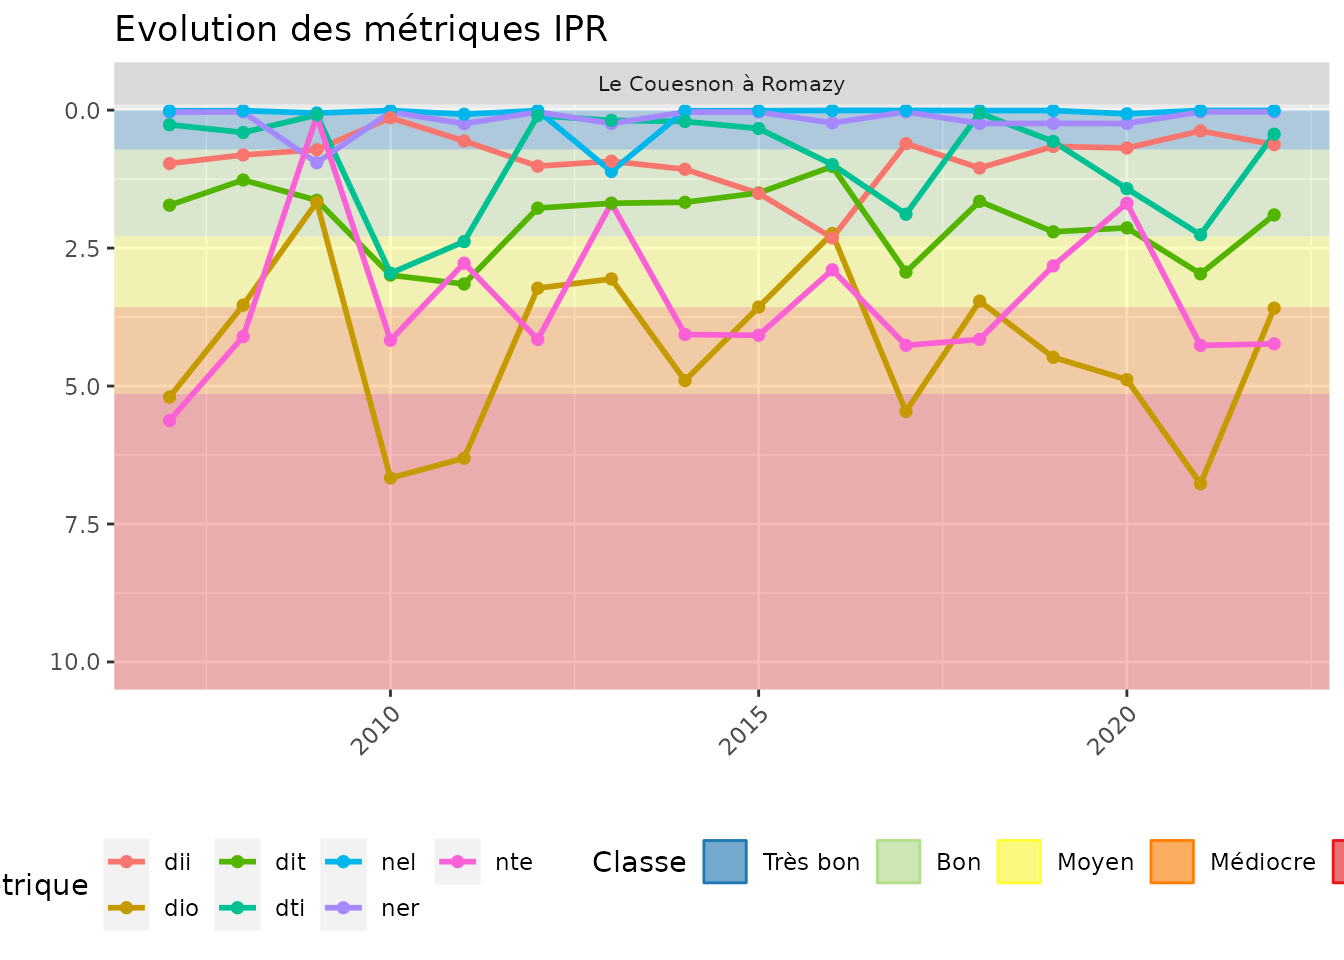 Evolution des métriques IPR
Le Couesnon à Romazy
0.0
2.5
5.0
7.5
10.0
2010
2015
2020
trique
dii
dit
nel
nte
dio
dti
ner
Classe
Très bon
Bon
Moyen
Médiocre